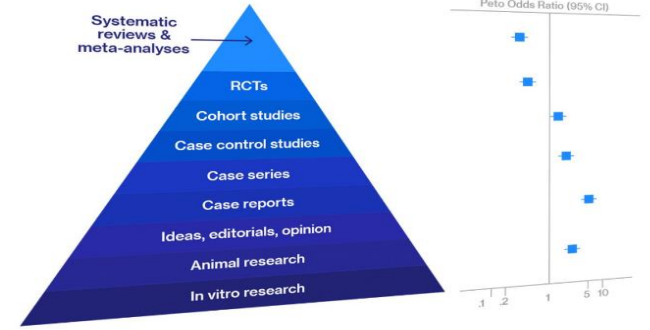 Systematic
reviews &
meta-analyses
RCTs
Cohort studies
Case control studies
Case series
Case reports
Ideas, editorials, opinion
Animal research
In vitro research
Peto Odds Ratio (95% CI)
.1 .2 1 5 10